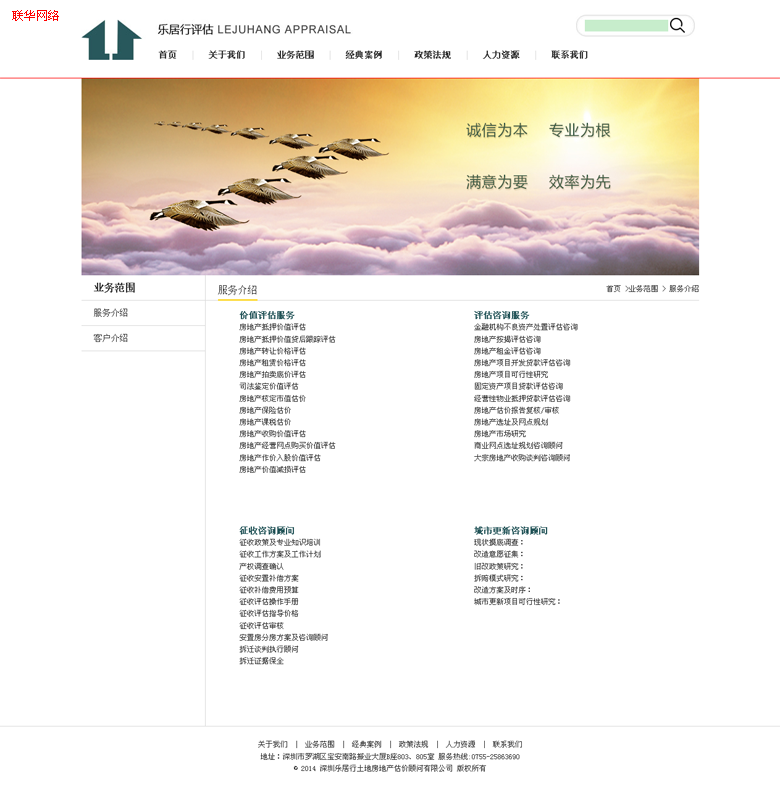 联华网络
乐居行评估 LEJUHANG APPRAISAL
首页 关于我们 业务范围 经典案例 政策法规 人力资源 联系我们
诚信为本 专业为根
满意为要 效率为先
业务范围
服务介绍
客户介绍
服务介绍
首页 >业务范围 > 服务介绍
价值评估服务
房地产抵押价值评估
房地产抵押价值贷后跟踪评估
房地产转让价格评估
房地产租赁价格评估
房地产拍卖底价评估
司法鉴定价值评估
房地产核定市值估价
房地产保险估价
房地产课税估价
房地产收购价值评估
房地产经营网点购买价值评估
房地产作价入股价值评估
房地产价值减损评估
评估咨询服务
金融机构不良资产处置评估咨询
房地产按揭评估咨询
房地产租金评估咨询
房地产项目开发贷款评估咨询
房地产项目可行性研究
固定资产项目贷款评估咨询
经营性物业抵押贷款评估咨询
房地产估价报告复核/审核
房地产选址及网点规划
房地产市场研究
商业网点选址规划咨询顾问
大宗房地产收购谈判咨询顾问
征收咨询顾问
征收政策及专业知识培训
征收工作方案及工作计划
产权调查确认
征收安置补偿方案
征收补偿费用预算
征收评估操作手册
征收评估指导价格
征收评估审核
安置房分房方案及咨询顾问
拆迁谈判执行顾问
拆迁证据保全
城市更新咨询顾问
现状摸底调查：
改造意愿征集：
旧改政策研究：
拆赔模式研究：
改造方案及时序：
城市更新项目可行性研究：
关于我们 | 业务范围 | 经典案例 | 政策法规 | 人力资源 | 联系我们
地址：深圳市罗湖区宝安南路振业大厦B座803、805室 服务热线:0755-25863690
© 2014 深圳乐居行土地房地产估价顾问有限公司 版权所有